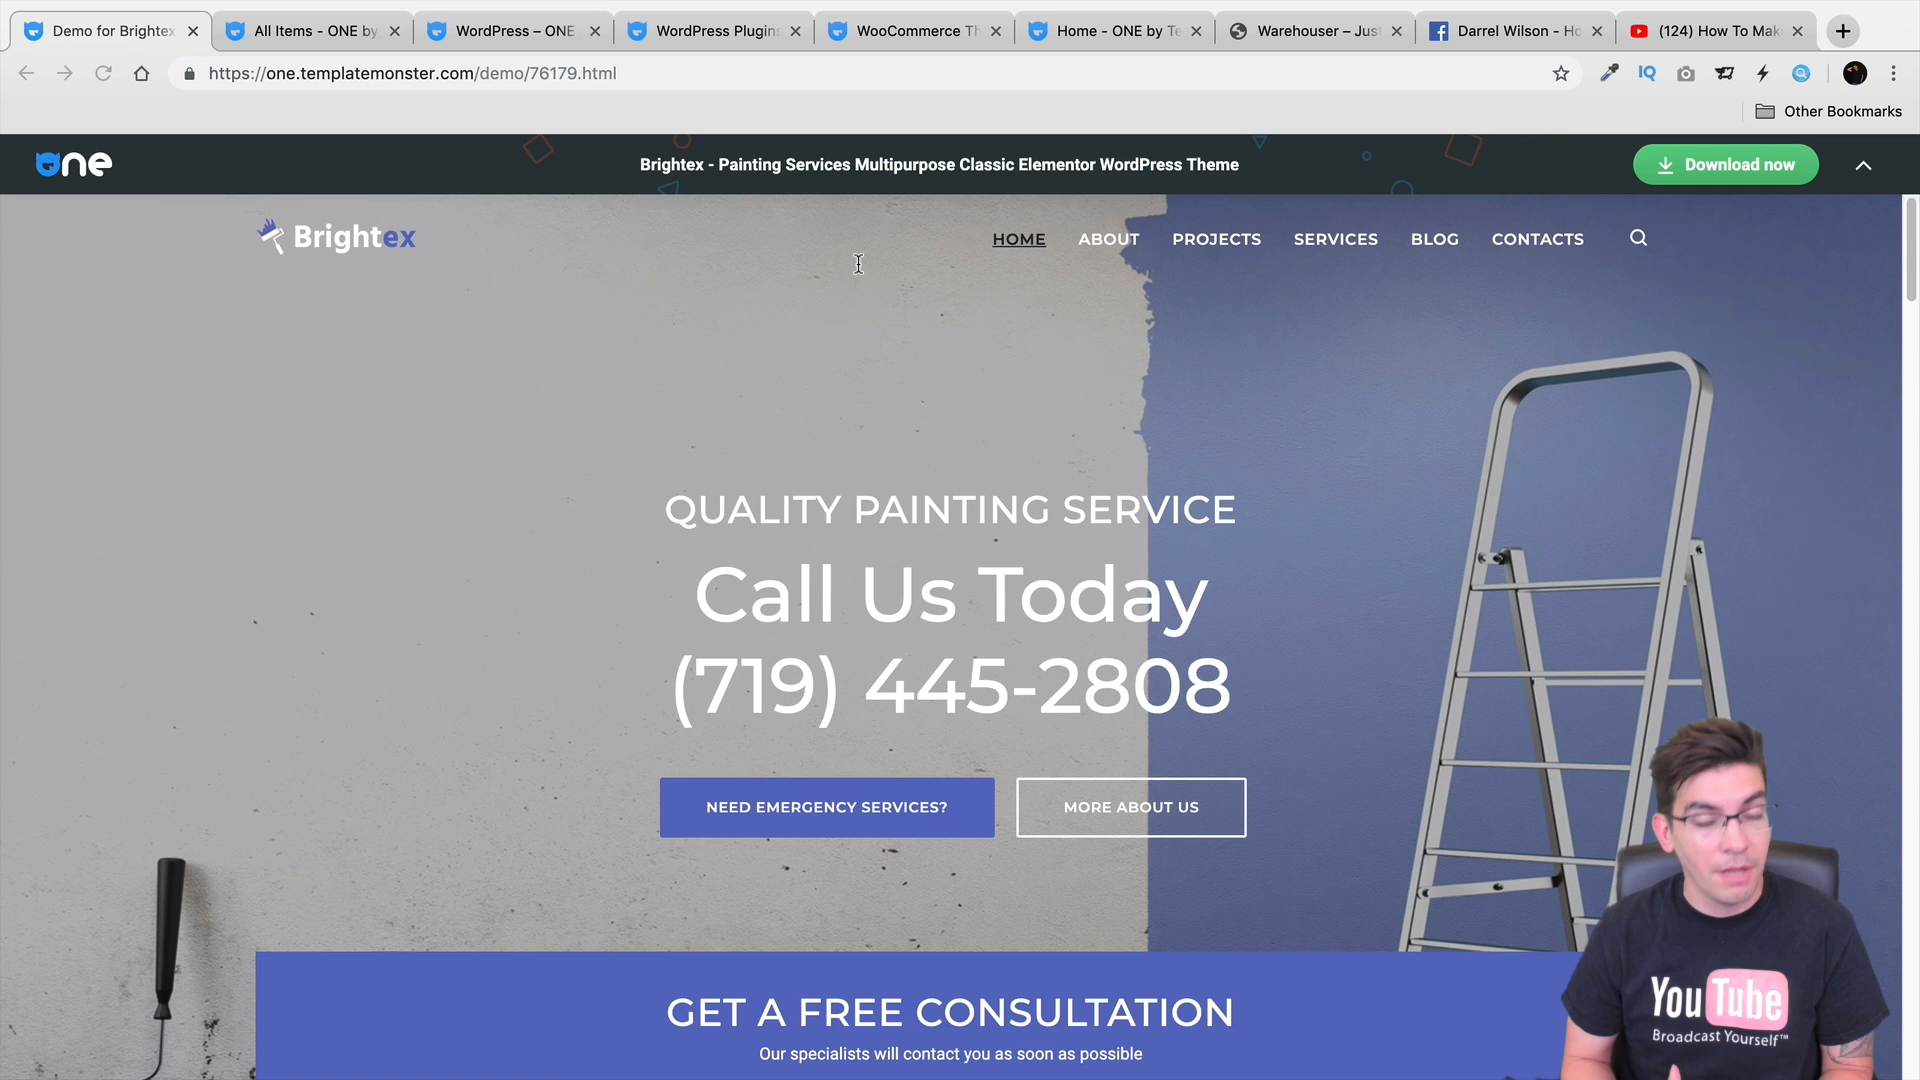 Demo for Brightex
All Items - ONE by
WordPress – ONE
WordPress Plugins
WooCommerce Th
Home - ONE by Te
Warehouser – Just
Darrel Wilson - Ho
(124) How To Mak
https://one.templatemonster.com/demo/76179.html
IQ
Other Bookmarks
one
Brightex - Painting Services Multipurpose Classic Elementor WordPress Theme
Download now
Brightex
HOME
ABOUT
PROJECTS
SERVICES
BLOG
CONTACTS
QUALITY PAINTING SERVICE
Call Us Today
(719) 445-2808
NEED EMERGENCY SERVICES?
MORE ABOUT US
GET A FREE CONSULTATION
Our specialists will contact you as soon as possible
YouTube
Broadcast Yourself™